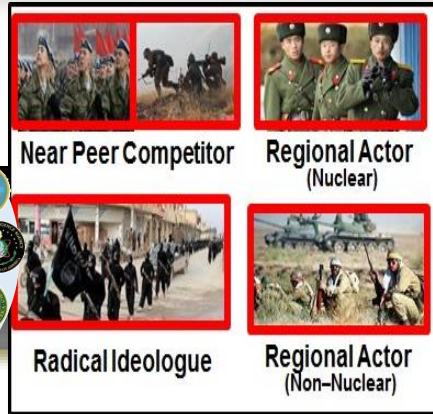 Near Peer Competitor
Regional Actor
(Nuclear)
Radical Ideologue
Regional Actor
(Non–Nuclear)